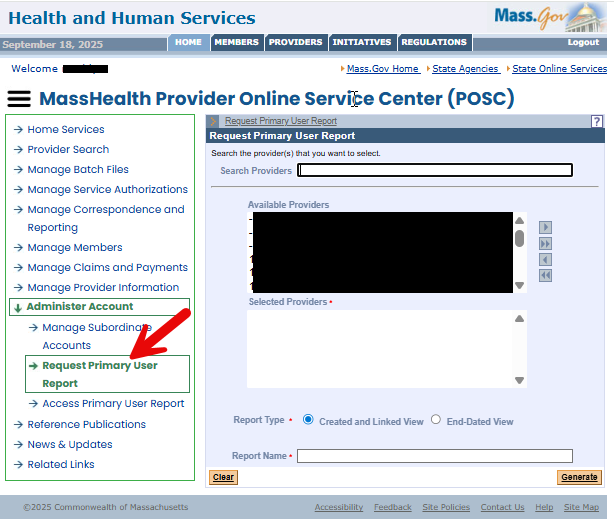 Health and Human Services
Mass.Gov
September 18, 2025
HOME MEMBERS PROVIDERS INITIATIVES REGULATIONS
Logout
Welcome
Mass.Gov Home State Agencies State Online Services
MassHealth Provider Online Service Center (POSC)
Home Services
Provider Search
Manage Batch Files
Manage Service Authorizations
Manage Correspondence and
Reporting
Manage Members
Manage Claims and Payments
Manage Provider Information
Administer Account
Manage Subordinate
Accounts
Request Primary User
Report
Access Primary User Report
Reference Publications
News & Updates
Related Links
Request Primary User Report
?
Request Primary User Report
Search the provider(s) that you want to select.
Search Providers
Available Providers
Selected Providers *
Report Type * Created and Linked View End-Dated View
Report Name *
Clear Generate
©2025 Commonwealth of Massachusetts
Accessibility Feedback Site Policies Contact Us Help Site Map